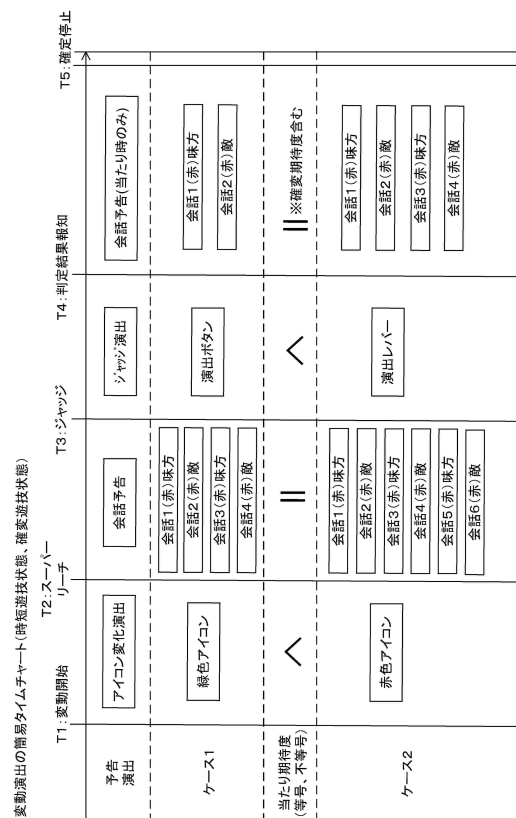 変動演出の簡易タイムチャート(時短遊技状態、確変遊技状態)
T1:変動開始
T2:スーパー
リーチ
T3:ジャッジ
T4:判定結果報知
T5:確定停止
予告
演出
アイコン変化演出
会話予告
ジャッジ演出
会話予告(当たり時のみ)
ケース1
緑色アイコン
会話1(赤)味方
会話2(赤)敵
会話3(赤)味方
会話4(赤)敵
演出ボタン
会話1(赤)味方
会話2(赤)敵
当たり期待度
(等号、不等号)
<
=
<
= ※確変期待度含む
ケース2
赤色アイコン
会話1(赤)味方
会話2(赤)敵
会話3(赤)味方
会話4(赤)敵
会話5(赤)味方
会話6(赤)敵
演出レバー
会話1(赤)味方
会話2(赤)敵
会話3(赤)味方
会話4(赤)敵